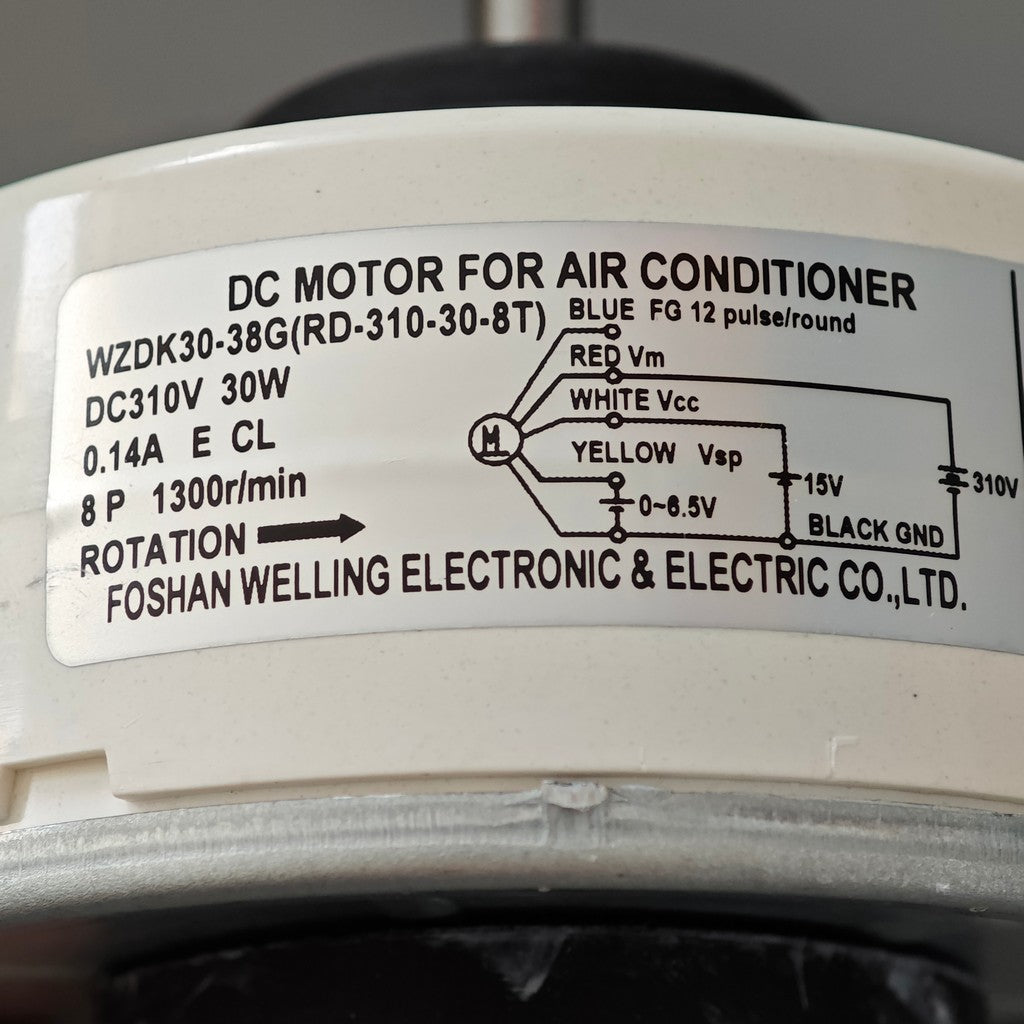 DC MOTOR FOR AIR CONDITIONER
WZDK30-38G(RD-310-30-8T)
DC310V 30W
0.14A E CL
8 P 1300r/min
ROTATION
BLUE FG 12 pulse/round
RED Vm
WHITE Vcc
YELLOW Vsp
M
0~6.5V
15V
310V
BLACK GND
FOSHAN WELLING ELECTRONIC & ELECTRIC CO.,LTD.